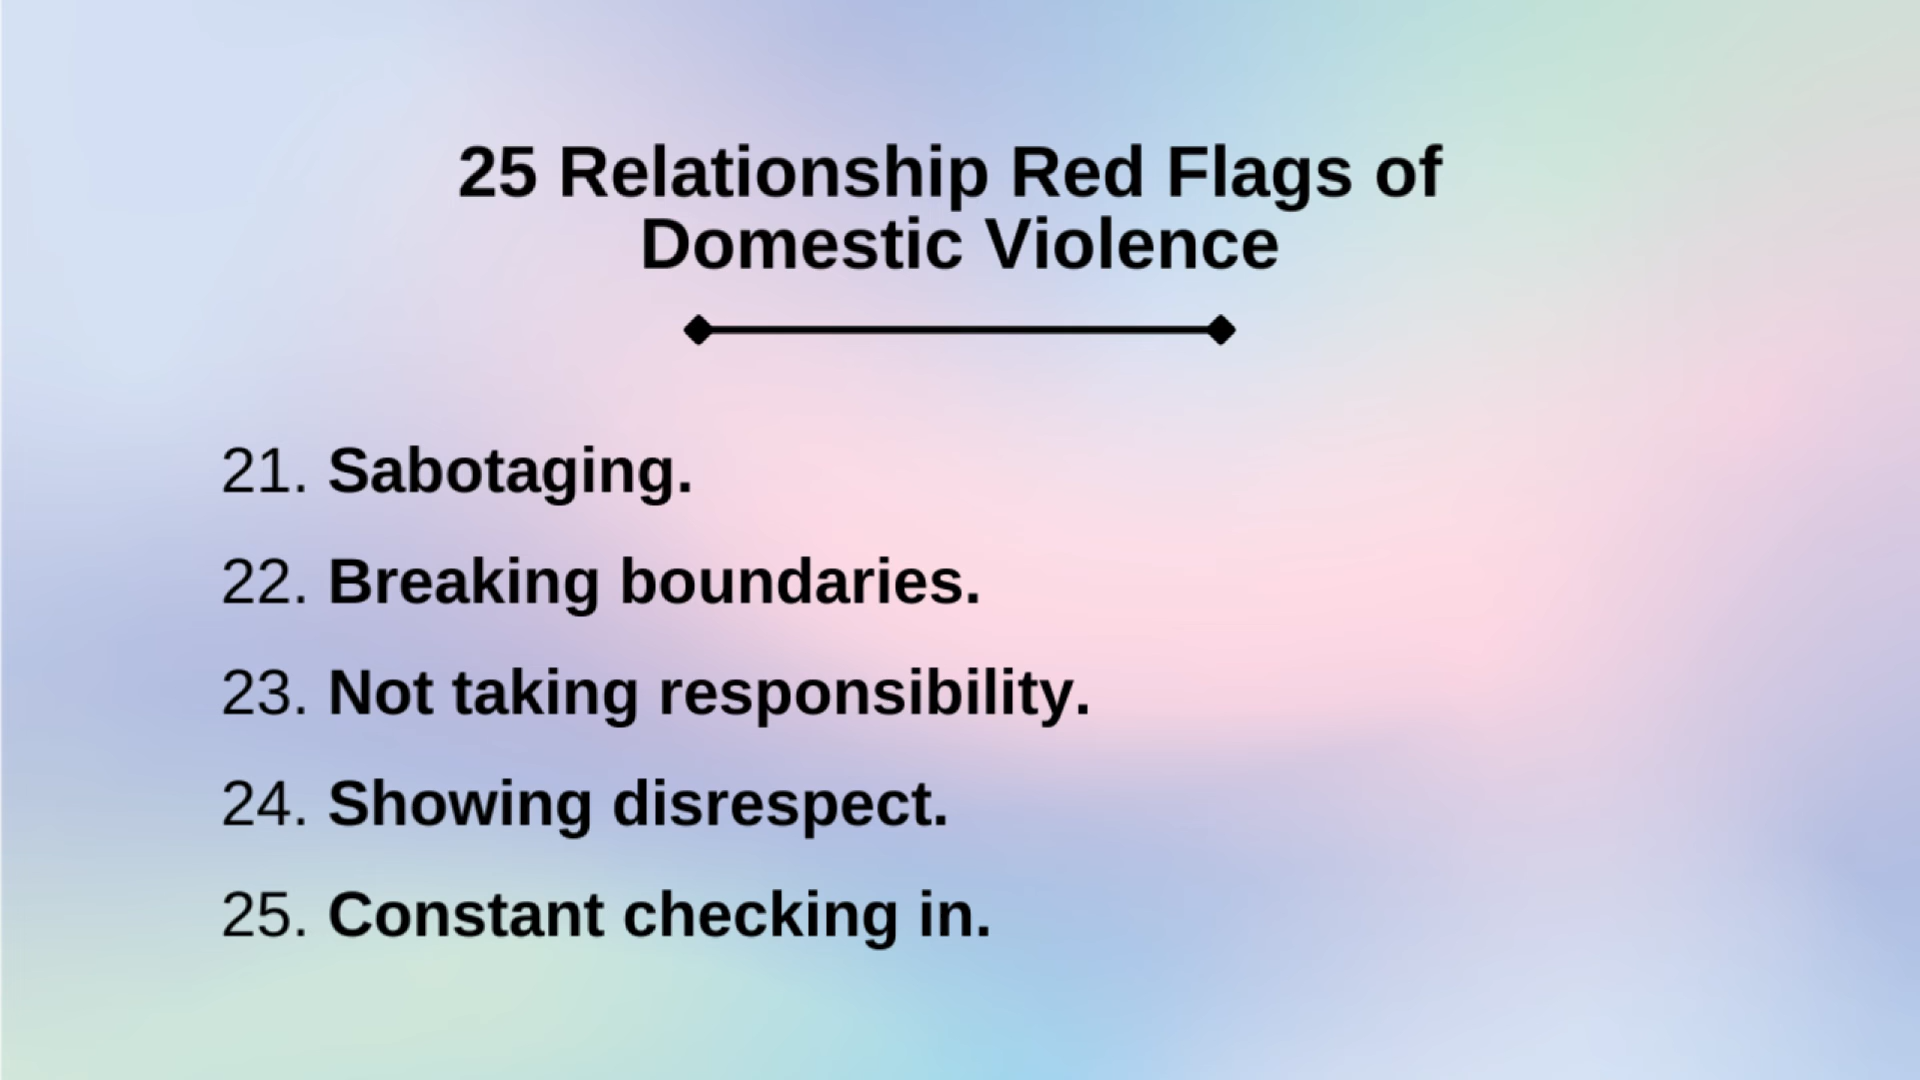 25 Relationship Red Flags of
Domestic Violence
21. Sabotaging.
22. Breaking boundaries.
23. Not taking responsibility.
24. Showing disrespect.
25. Constant checking in.